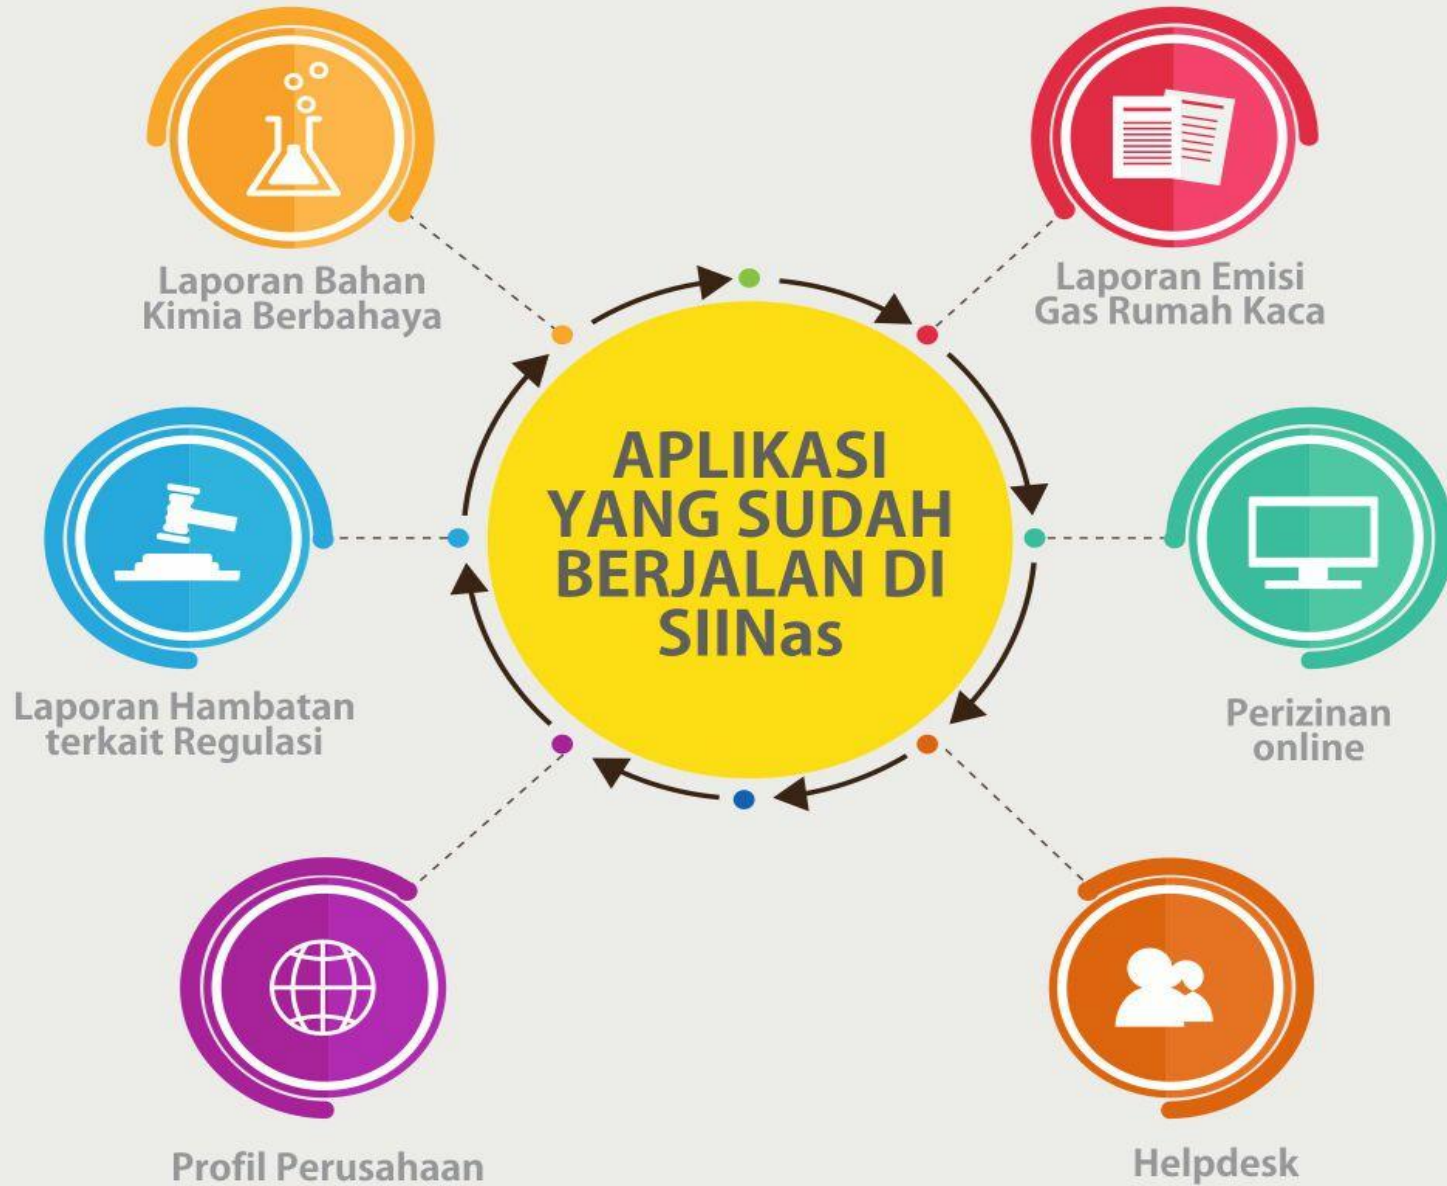 Laporan Bahan
Kimia Berbahaya
Laporan Emisi
Gas Rumah Kaca
APLIKASI
YANG SUDAH
BERJALAN DI
SIINas
Laporan Hambatan
terkait Regulasi
Perizinan
online
Profil Perusahaan
Helpdesk